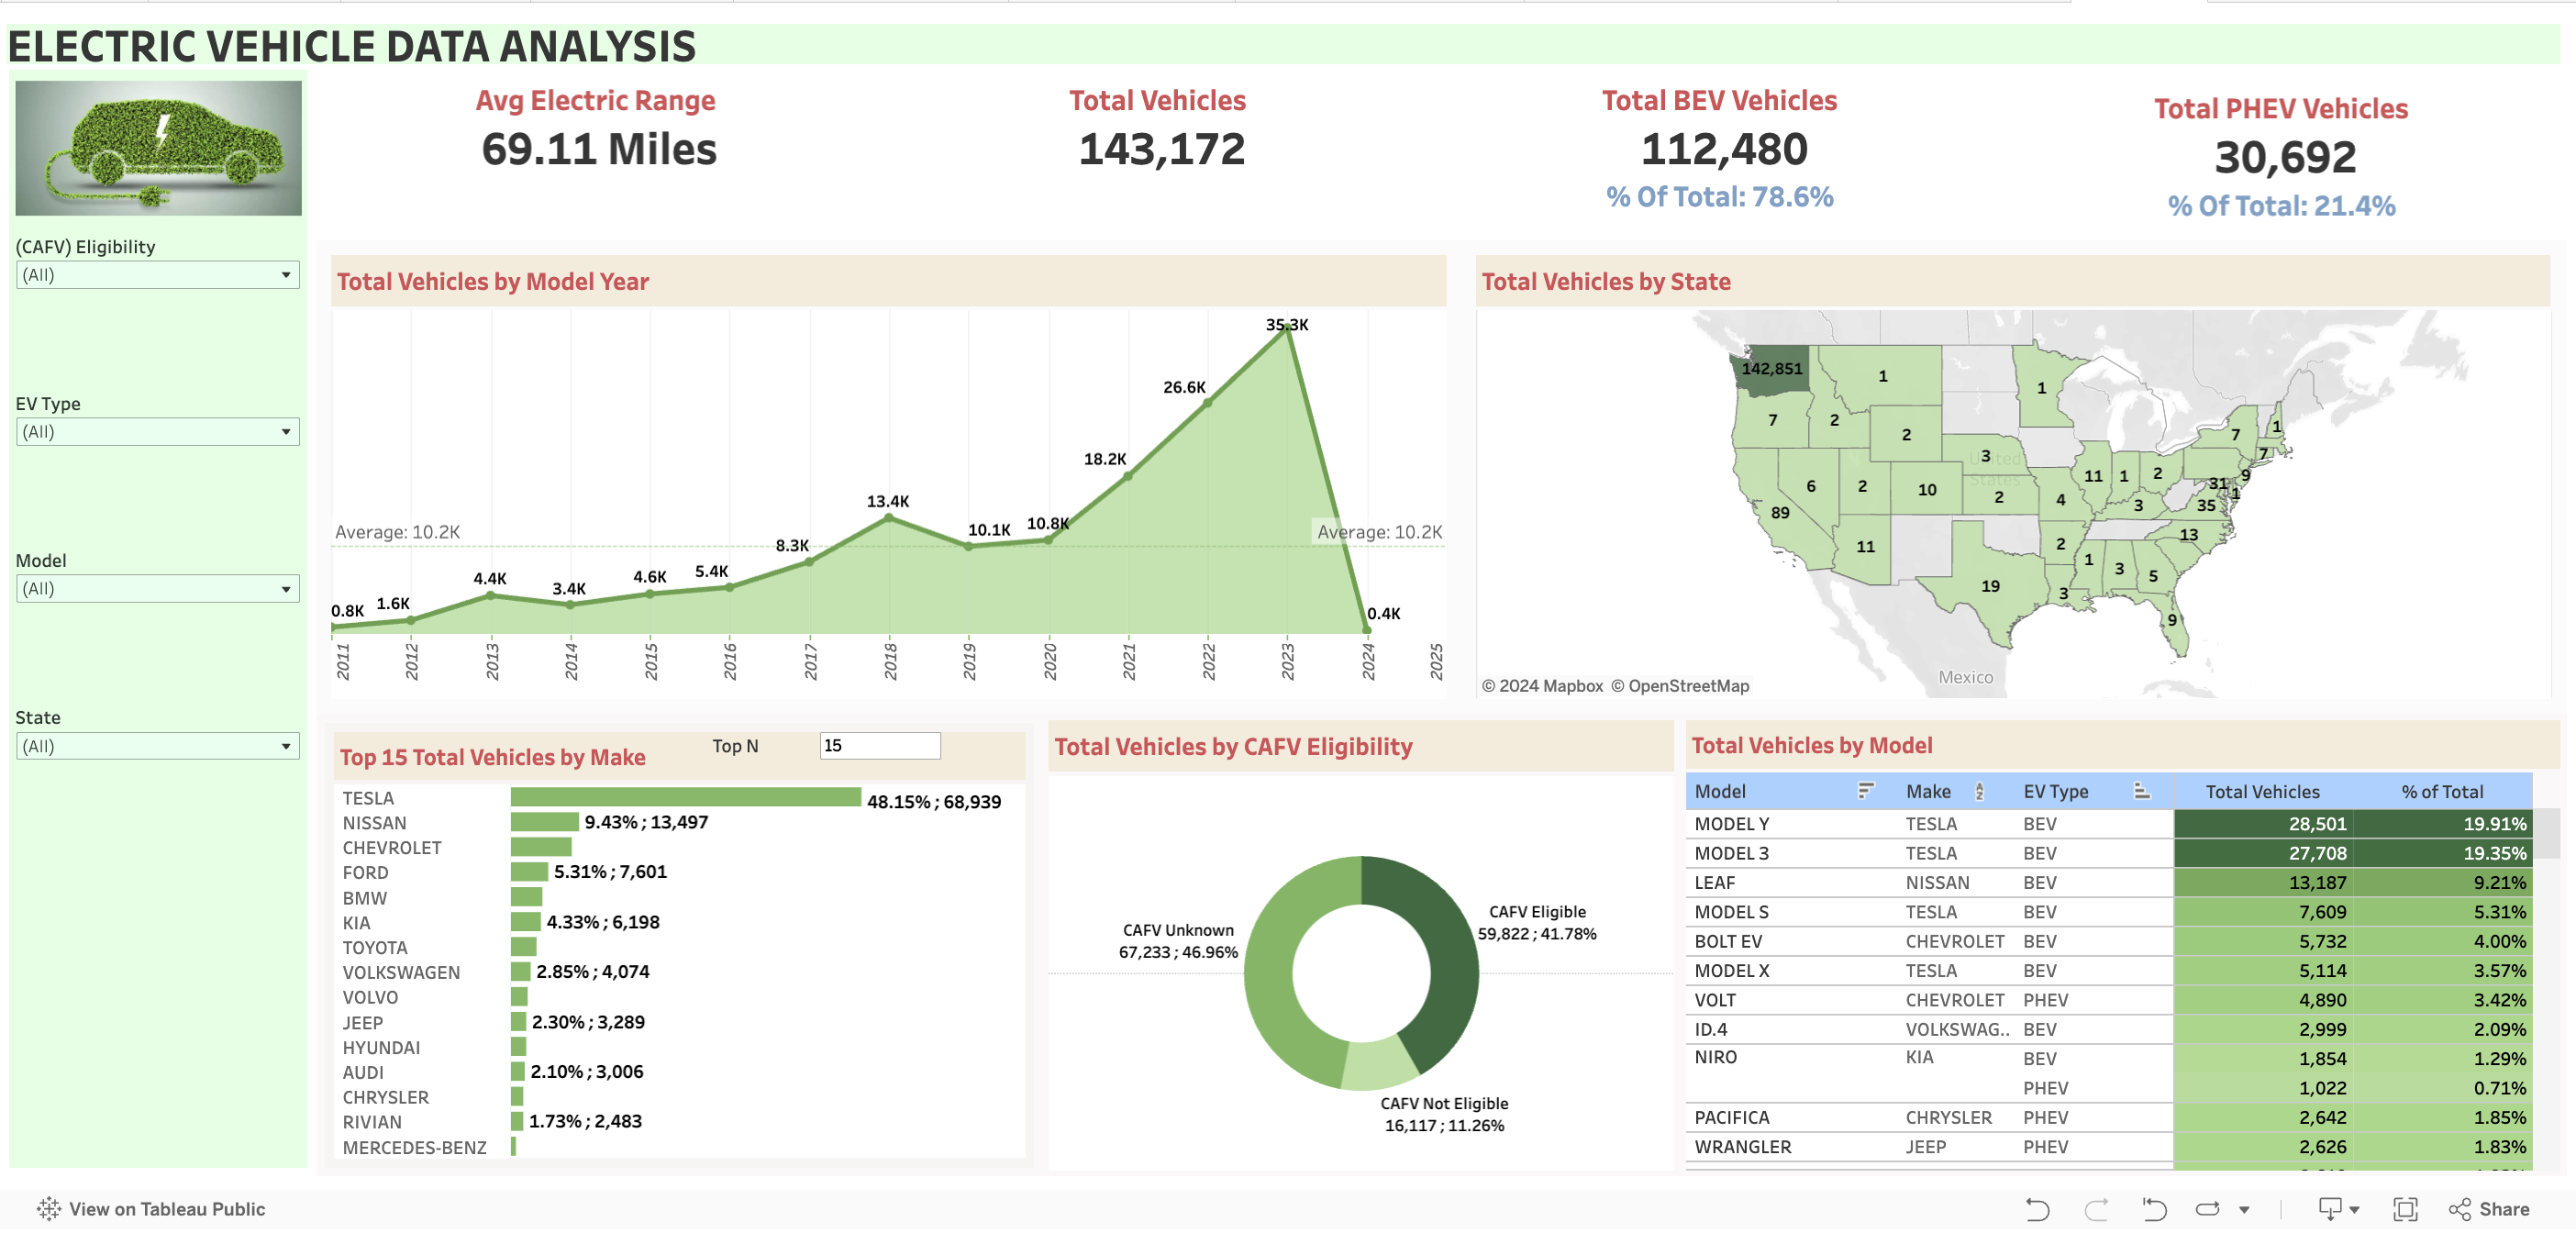 ELECTRIC VEHICLE DATA ANALYSIS
Avg Electric Range
69.11 Miles
Total Vehicles
143,172
Total BEV Vehicles
112,480
% Of Total: 78.6%
Total PHEV Vehicles
30,692
% Of Total: 21.4%
(CAFV) Eligibility
(All)
EV Type
(All)
Model
(All)
State
(All)
Total Vehicles by Model Year
35.3K
26.6K
18.2K
13.4K
10.1K
10.8K
8.3K
5.4K
4.6K
3.4K
4.4K
1.6K
0.8K
0.4K
Average: 10.2K
Average: 10.2K
2011
2012
2013
2014
2015
2016
2017
2018
2019
2020
2021
2022
2023
2024
2025
Total Vehicles by State
142,851
1
1
7
2
2
7
1
3
United
States
7
6
2
10
2
4
11
1
2
31
9
1
89
3
35
11
2
13
19
3
1
3
5
9
Mexico
© 2024 Mapbox © OpenStreetMap
Top 15 Total Vehicles by Make
Top N
15
TESLA 48.15% ; 68,939
NISSAN 9.43% ; 13,497
CHEVROLET
FORD 5.31% ; 7,601
BMW
KIA 4.33% ; 6,198
TOYOTA
VOLKSWAGEN 2.85% ; 4,074
VOLVO
JEEP 2.30% ; 3,289
HYUNDAI
AUDI 2.10% ; 3,006
CHRYSLER
RIVIAN 1.73% ; 2,483
MERCEDES-BENZ
Total Vehicles by CAFV Eligibility
CAFV Unknown
67,233 ; 46.96%
CAFV Eligible
59,822 ; 41.78%
CAFV Not Eligible
16,117 ; 11.26%
Total Vehicles by Model
Model Make EV Type Total Vehicles % of Total
MODEL Y TESLA BEV 28,501 19.91%
MODEL 3 TESLA BEV 27,708 19.35%
LEAF NISSAN BEV 13,187 9.21%
MODEL S TESLA BEV 7,609 5.31%
BOLT EV CHEVROLET BEV 5,732 4.00%
MODEL X TESLA BEV 5,114 3.57%
VOLT CHEVROLET PHEV 4,890 3.42%
ID.4 VOLKSWAG.. BEV 2,999 2.09%
NIRO KIA BEV 1,854 1.29%
PHEV 1,022 0.71%
PACIFICA CHRYSLER PHEV 2,642 1.85%
WRANGLER JEEP PHEV 2,626 1.83%
View on Tableau Public
Share